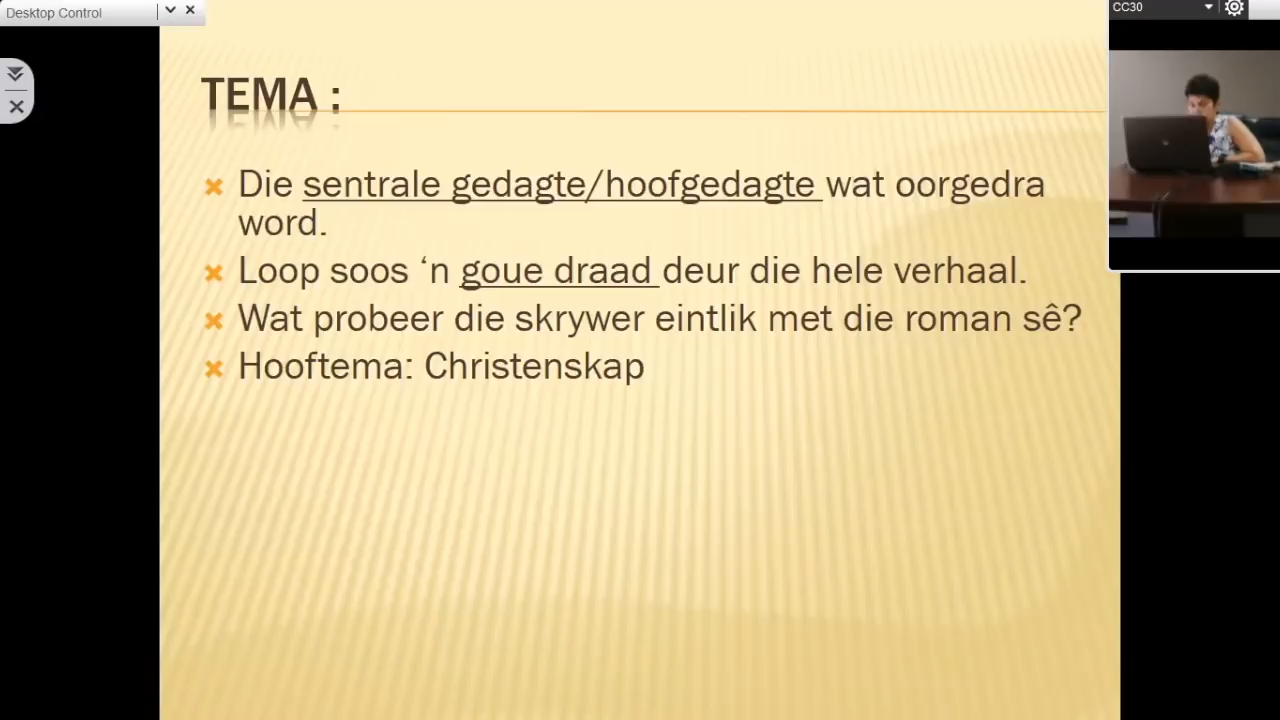 Desktop Control
CC30
TEMA :
Die sentrale gedagte/hoofgedagte wat oorgedra
word.
Loop soos ‘n goue draad deur die hele verhaal.
Wat probeer die skrywer eintlik met die roman sê?
Hooftema: Christenskap